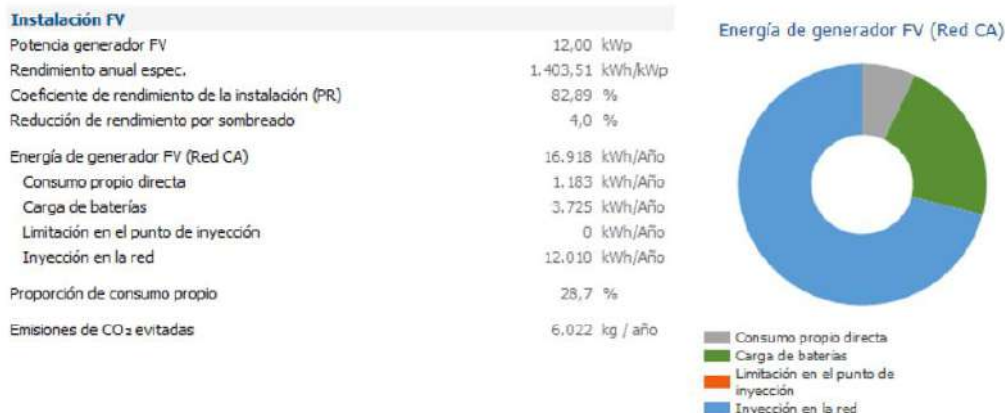 Instalación FV
Potencia generador FV 12,00 kWp
Rendimiento anual espec. 1.403,51 kWh/kWp
Coeficiente de rendimiento de la instalación (PR) 82,89 %
Reducción de rendimiento por sombreado 4,0 %
Energía de generador FV (Red CA) 16.918 kWh/Año
Consumo propio directa 1.183 kWh/Año
Carga de baterías 3.725 kWh/Año
Limitación en el punto de inyección 0 kWh/Año
Inyección en la red 12.010 kWh/Año
Proporción de consumo propio 28,7 %
Emisiones de CO₂ evitadas 6.022 kg / año
Energía de generador FV (Red CA)
Consumo propio directa
Carga de baterías
Limitación en el punto de
inyección
Inyección en la red